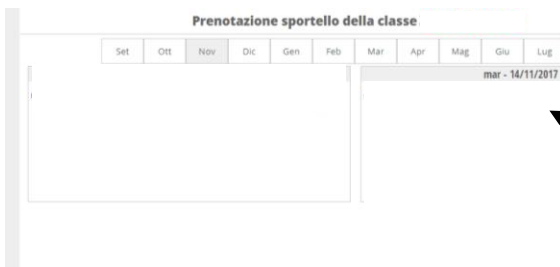 Prenotazione sportello della classe
Set Ott Nov Dic Gen Feb Mar Apr Mag Giu Lug
mar - 14/11/2017